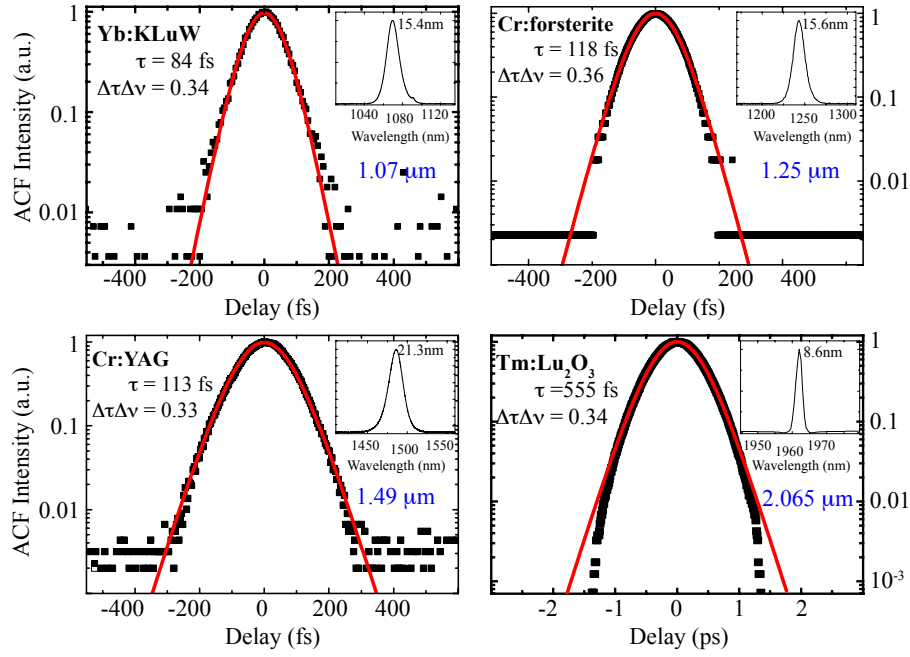 ACF Intensity (a.u.)
1
0.1
0.01
Yb:KLuW
τ = 84 fs
ΔτΔν = 0.34
15.4nm
1040 1080 1120
Wavelength (nm)
1.07 μm
-400 -200 0 200 400
Delay (fs)
Cr:forsterite
τ = 118 fs
ΔτΔν = 0.36
15.6nm
1200 1250 1300
Wavelength (nm)
1.25 μm
1
0.1
0.01
-400 -200 0 200 400
Delay (fs)
ACF Intensity (a.u.)
1
0.1
0.01
Cr:YAG
τ = 113 fs
ΔτΔν = 0.33
21.3nm
1450 1500 1550
Wavelength (nm)
1.49 μm
-400 -200 0 200 400
Delay (fs)
Tm:Lu₂O₃
τ =555 fs
ΔτΔν = 0.34
8.6nm
1950 1960 1970
Wavelength (nm)
2.065 μm
1
0.1
0.01
10⁻³
-2 -1 0 1 2
Delay (ps)